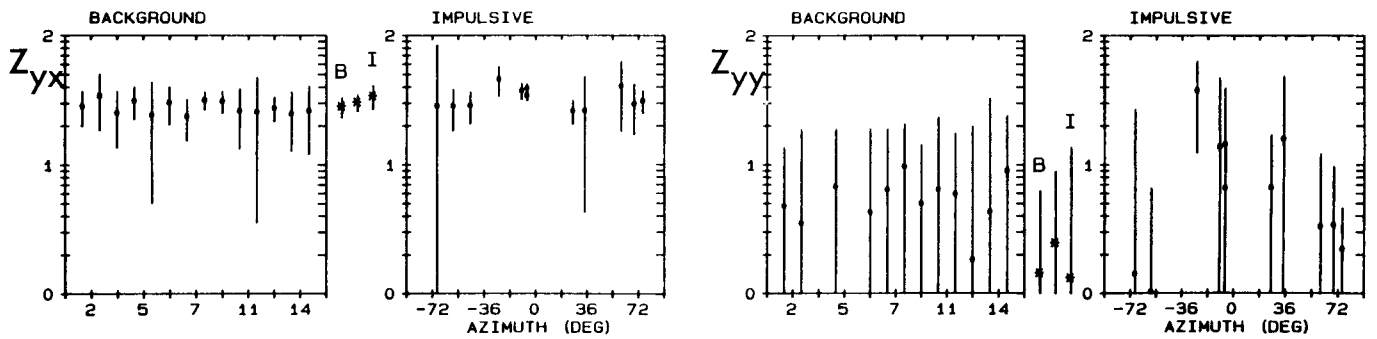 BACKGROUND IMPULSIVE BACKGROUND IMPULSIVE
2 2 2 2
Zyx I Zyy
B I
B
1 1 1 1
0 0 0 0
2 5 7 8 11 14 -72 -36 0 36 72 2 5 7 8 11 14 -72 -36 0 36 72
AZIMUTH (DEG) AZIMUTH (DEG)